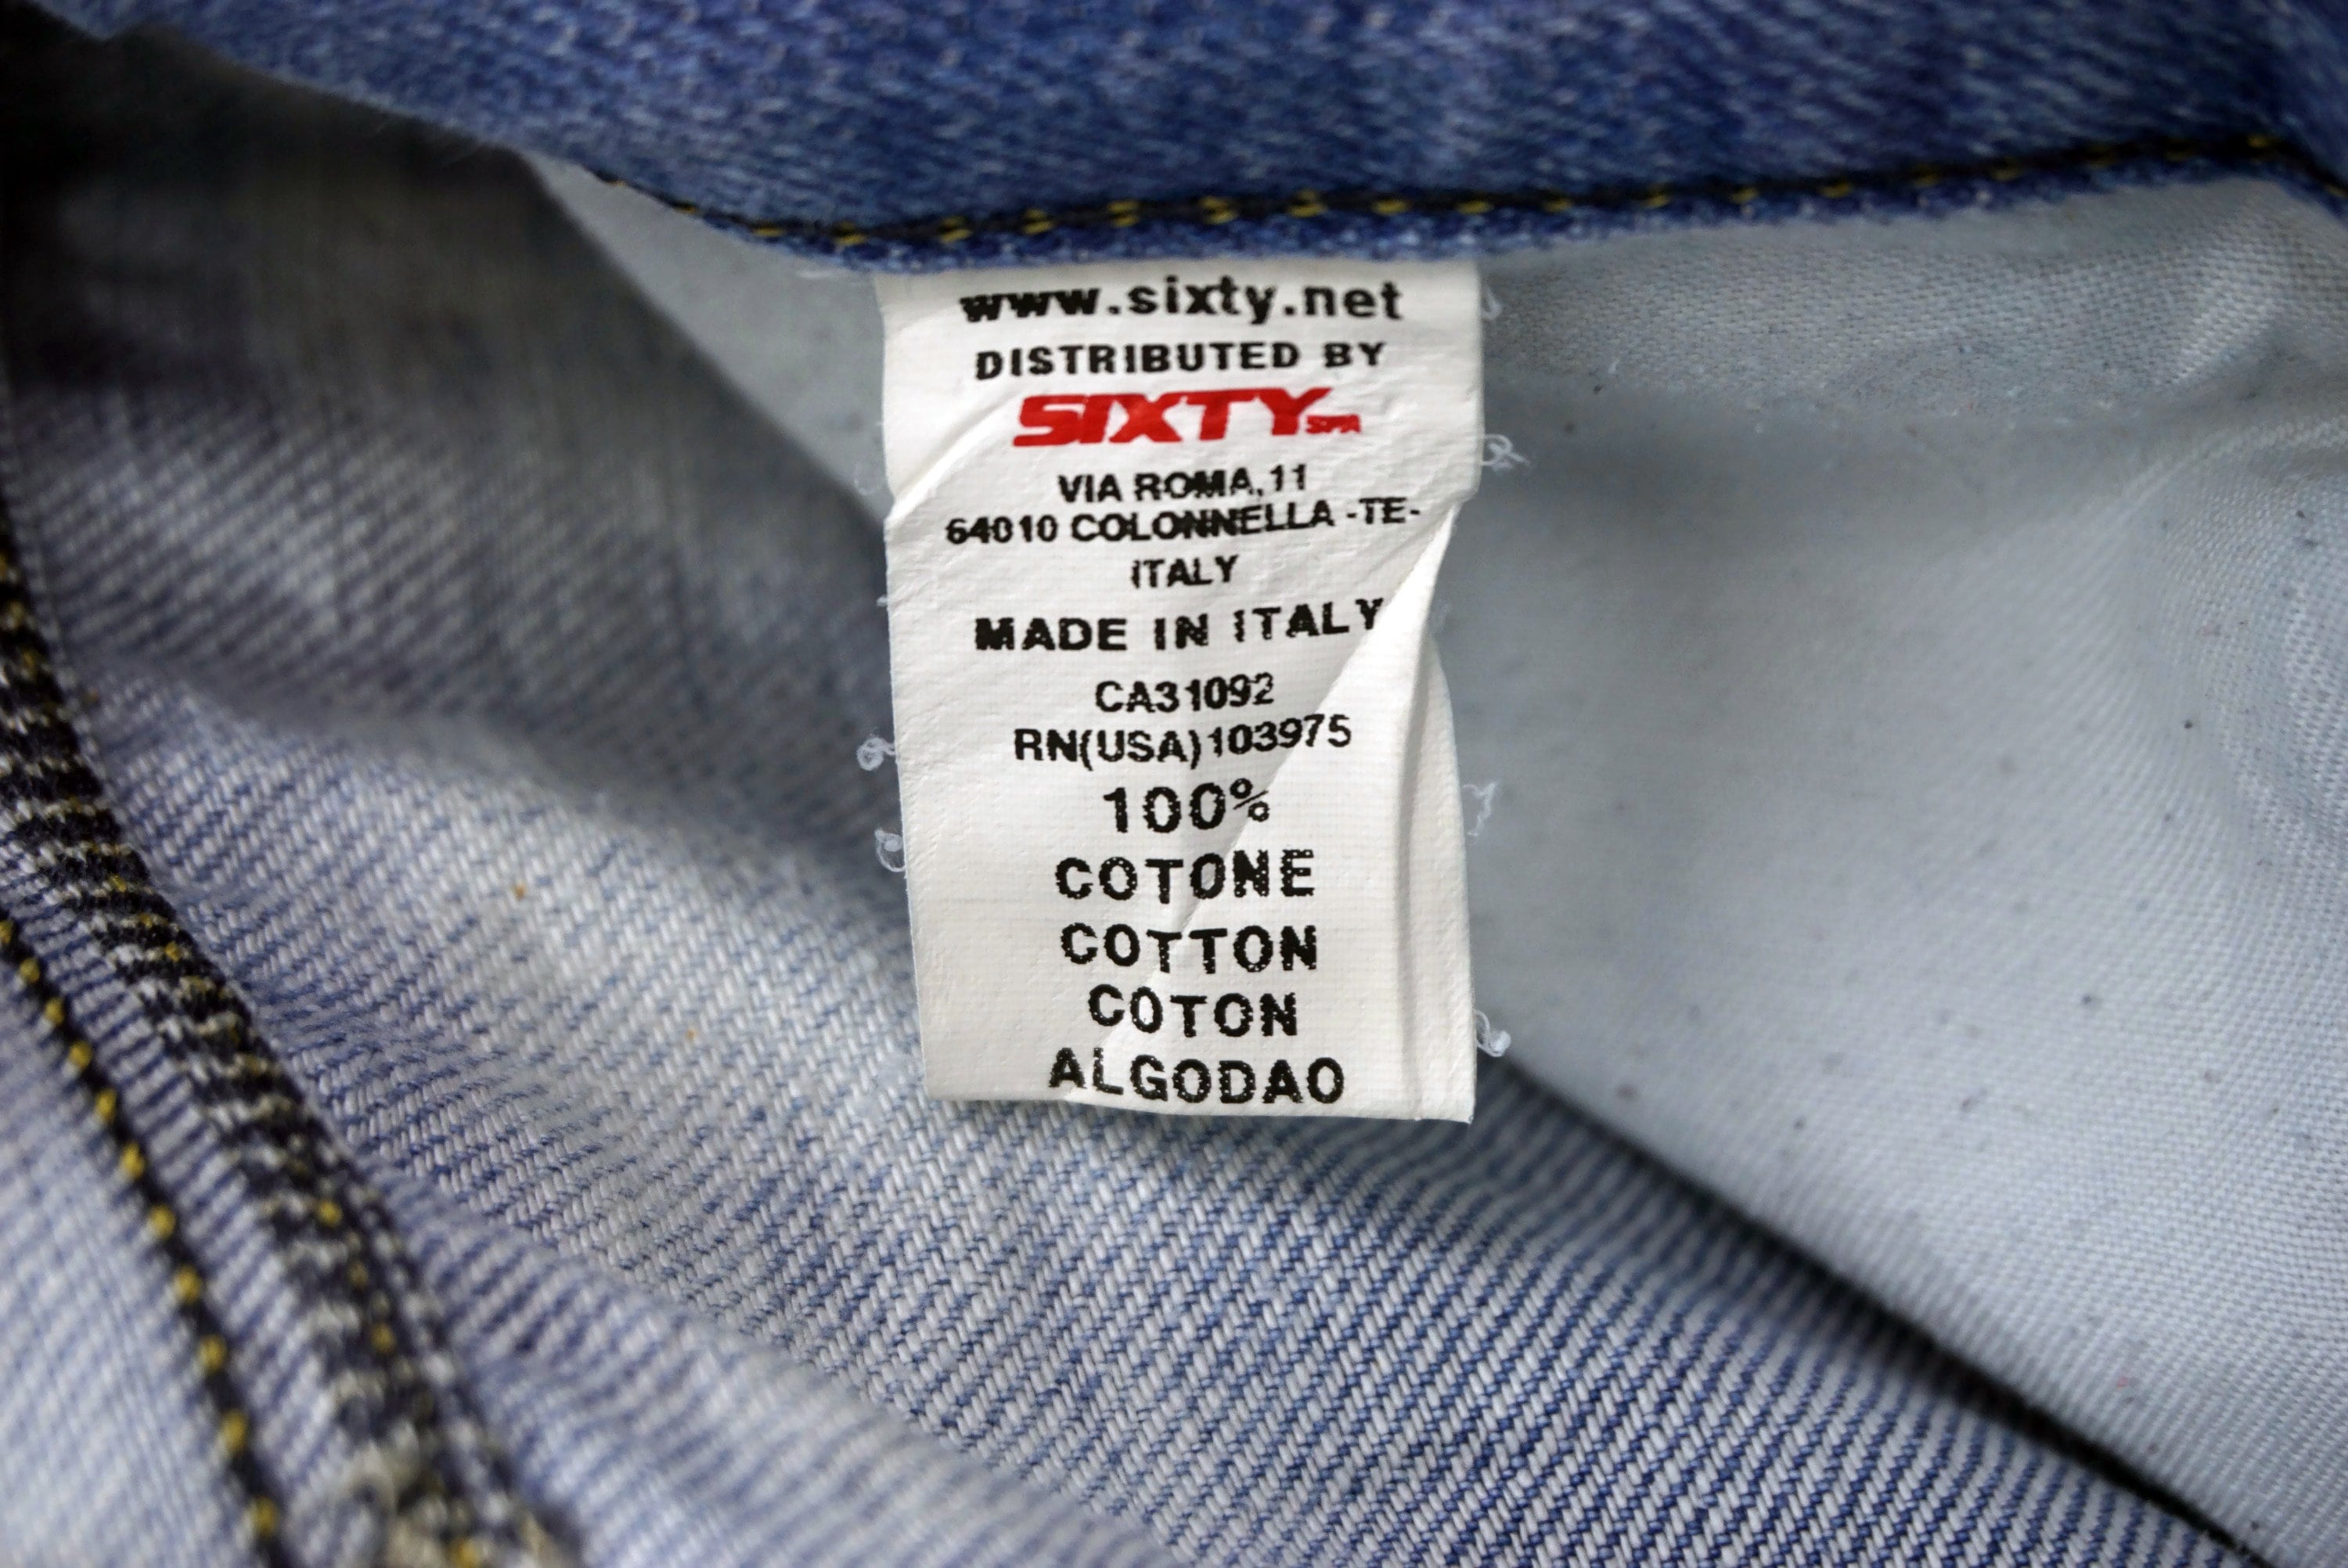 www.sixty.net
DISTRIBUTED BY
SIXTY SPA
VIA ROMA,11
64010 COLONNELLA -TE-
ITALY
MADE IN ITALY
CA31092
RN(USA)103975
100%
COTONE
COTTON
COTON
ALGODAO